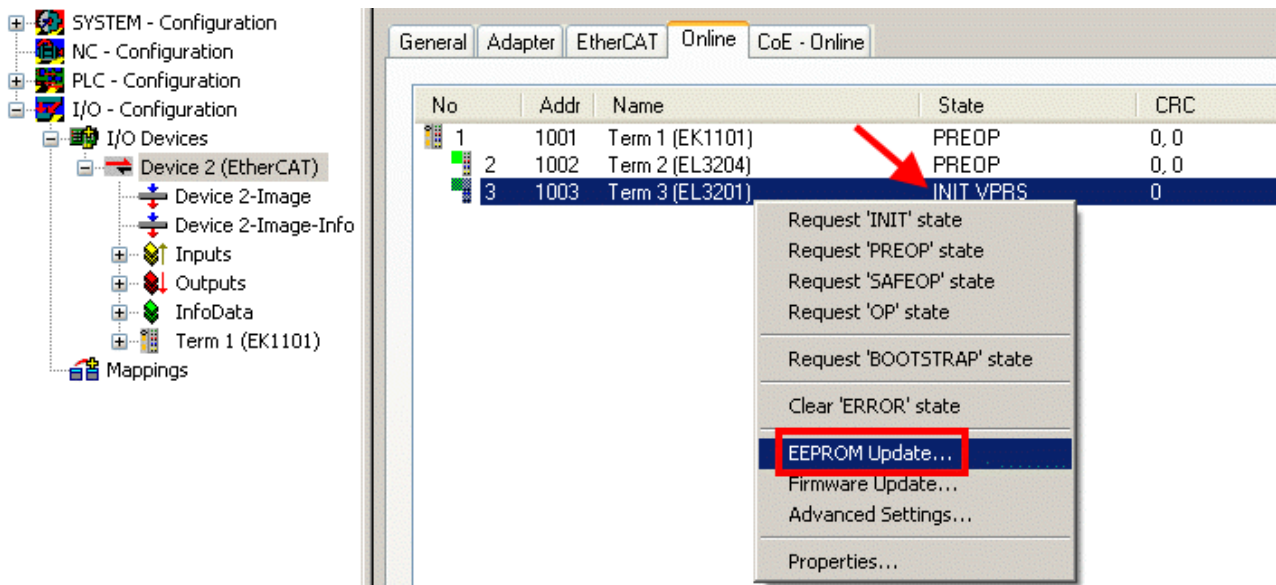 SYSTEM - Configuration
NC - Configuration
PLC - Configuration
I/O - Configuration
I/O Devices
Device 2 (EtherCAT)
Device 2-Image
Device 2-Image-Info
Inputs
Outputs
InfoData
Term 1 (EK1101)
Mappings
General Adapter EtherCAT Online CoE - Online
No Addr Name State CRC
1 1001 Term 1 (EK1101) PREOP 0, 0
2 1002 Term 2 (EL3204) PREOP 0, 0
3 1003 Term 3 (EL3201) INIT VPRS 0
Request 'INIT' state
Request 'PREOP' state
Request 'SAFEOP' state
Request 'OP' state
Request 'BOOTSTRAP' state
Clear 'ERROR' state
EEPROM Update...
Firmware Update...
Advanced Settings...
Properties...